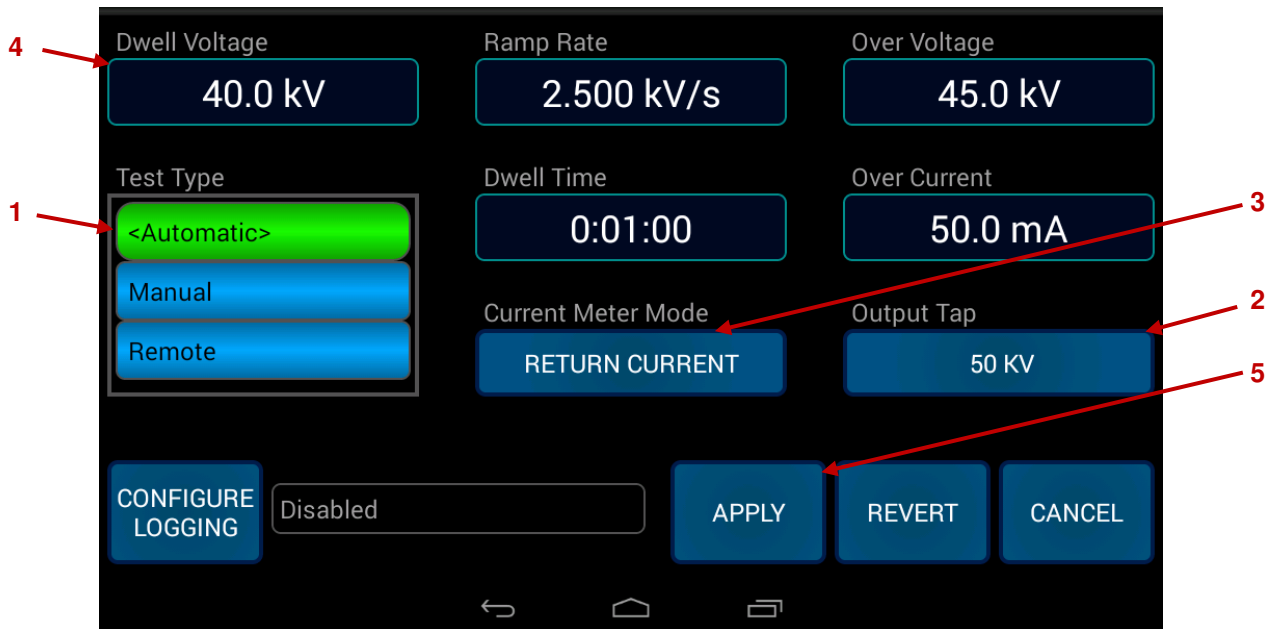 4
Dwell Voltage
Ramp Rate
Over Voltage
40.0 kV
2.500 kV/s
45.0 kV
Test Type
Dwell Time
Over Current
1
<Automatic>
0:01:00
50.0 mA
3
Manual
Remote
Current Meter Mode
Output Tap
2
RETURN CURRENT
50 KV
5
CONFIGURE
LOGGING
Disabled
APPLY
REVERT
CANCEL